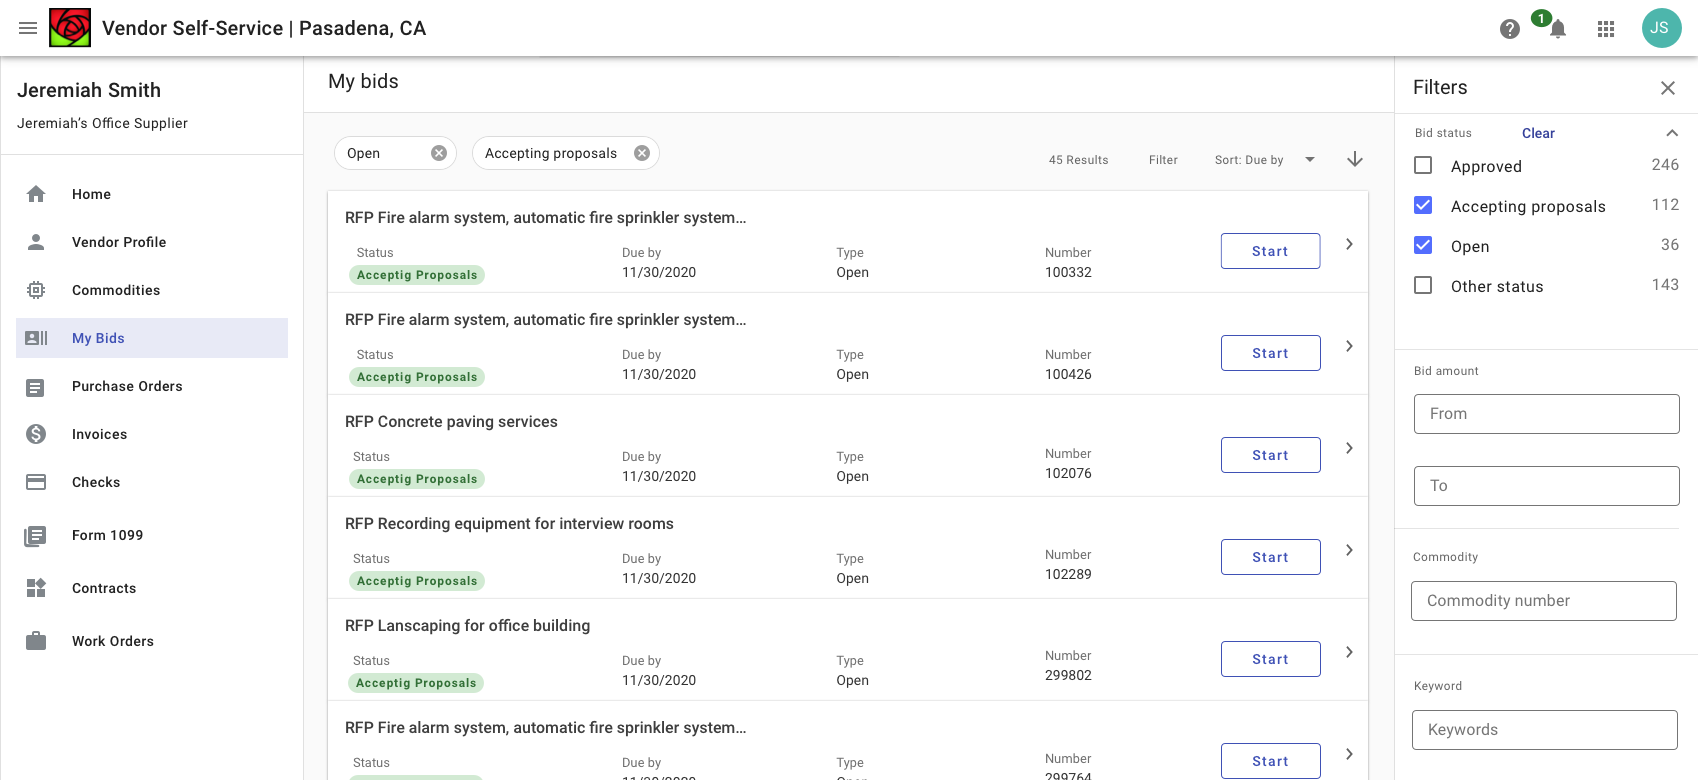 Vendor Self-Service | Pasadena, CA
1
JS
Jeremiah Smith
Jeremiah's Office Supplier
Home
Vendor Profile
Commodities
My Bids
Purchase Orders
Invoices
Checks
Form 1099
Contracts
Work Orders
My bids
Open
Accepting proposals
45 Results
Filter
Sort: Due by
RFP Fire alarm system, automatic fire sprinkler system...
Status
Due by
Type
Number
Acceptig Proposals
11/30/2020
Open
100332
Start
RFP Fire alarm system, automatic fire sprinkler system...
Status
Due by
Type
Number
Acceptig Proposals
11/30/2020
Open
100426
Start
RFP Concrete paving services
Status
Due by
Type
Number
Acceptig Proposals
11/30/2020
Open
102076
Start
RFP Recording equipment for interview rooms
Status
Due by
Type
Number
Acceptig Proposals
11/30/2020
Open
102289
Start
RFP Lanscaping for office building
Status
Due by
Type
Number
Acceptig Proposals
11/30/2020
Open
299802
Start
RFP Fire alarm system, automatic fire sprinkler system...
Status
Due by
Type
Number
11/30/2020
Open
299764
Start
Filters
Bid status
Clear
Approved 246
Accepting proposals 112
Open 36
Other status 143
Bid amount
From
To
Commodity
Commodity number
Keyword
Keywords